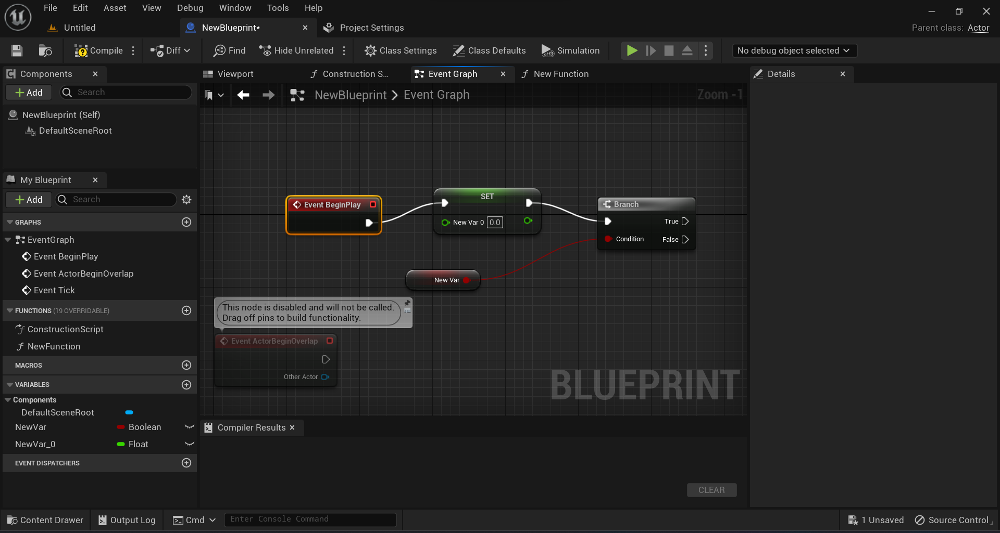 File Edit Asset View Debug Window Tools Help
Untitled NewBlueprint* Project Settings Parent class: Actor
Compile Diff Find Hide Unrelated Class Settings Class Defaults Simulation No debug object selected
Components Viewport Construction S... Event Graph New Function Details
Add Search
NewBlueprint > Event Graph Zoom -1
NewBlueprint (Self)
DefaultSceneRoot
My Blueprint
Add Search
GRAPHS
EventGraph
Event BeginPlay
Event ActorBeginOverlap
Event Tick
FUNCTIONS (19 OVERRIDABLE)
ConstructionScript
NewFunction
MACROS
VARIABLES
Components
DefaultSceneRoot
NewVar Boolean
NewVar_0 Float
EVENT DISPATCHERS
Event BeginPlay
SET
New Var 0 0.0
Branch
True
Condition False
New Var
This node is disabled and will not be called.
Drag off pins to build functionality.
Event ActorBeginOverlap
Other Actor
BLUEPRINT
Compiler Results
CLEAR
Content Drawer Output Log Cmd Enter Console Command 1 Unsaved Source Control